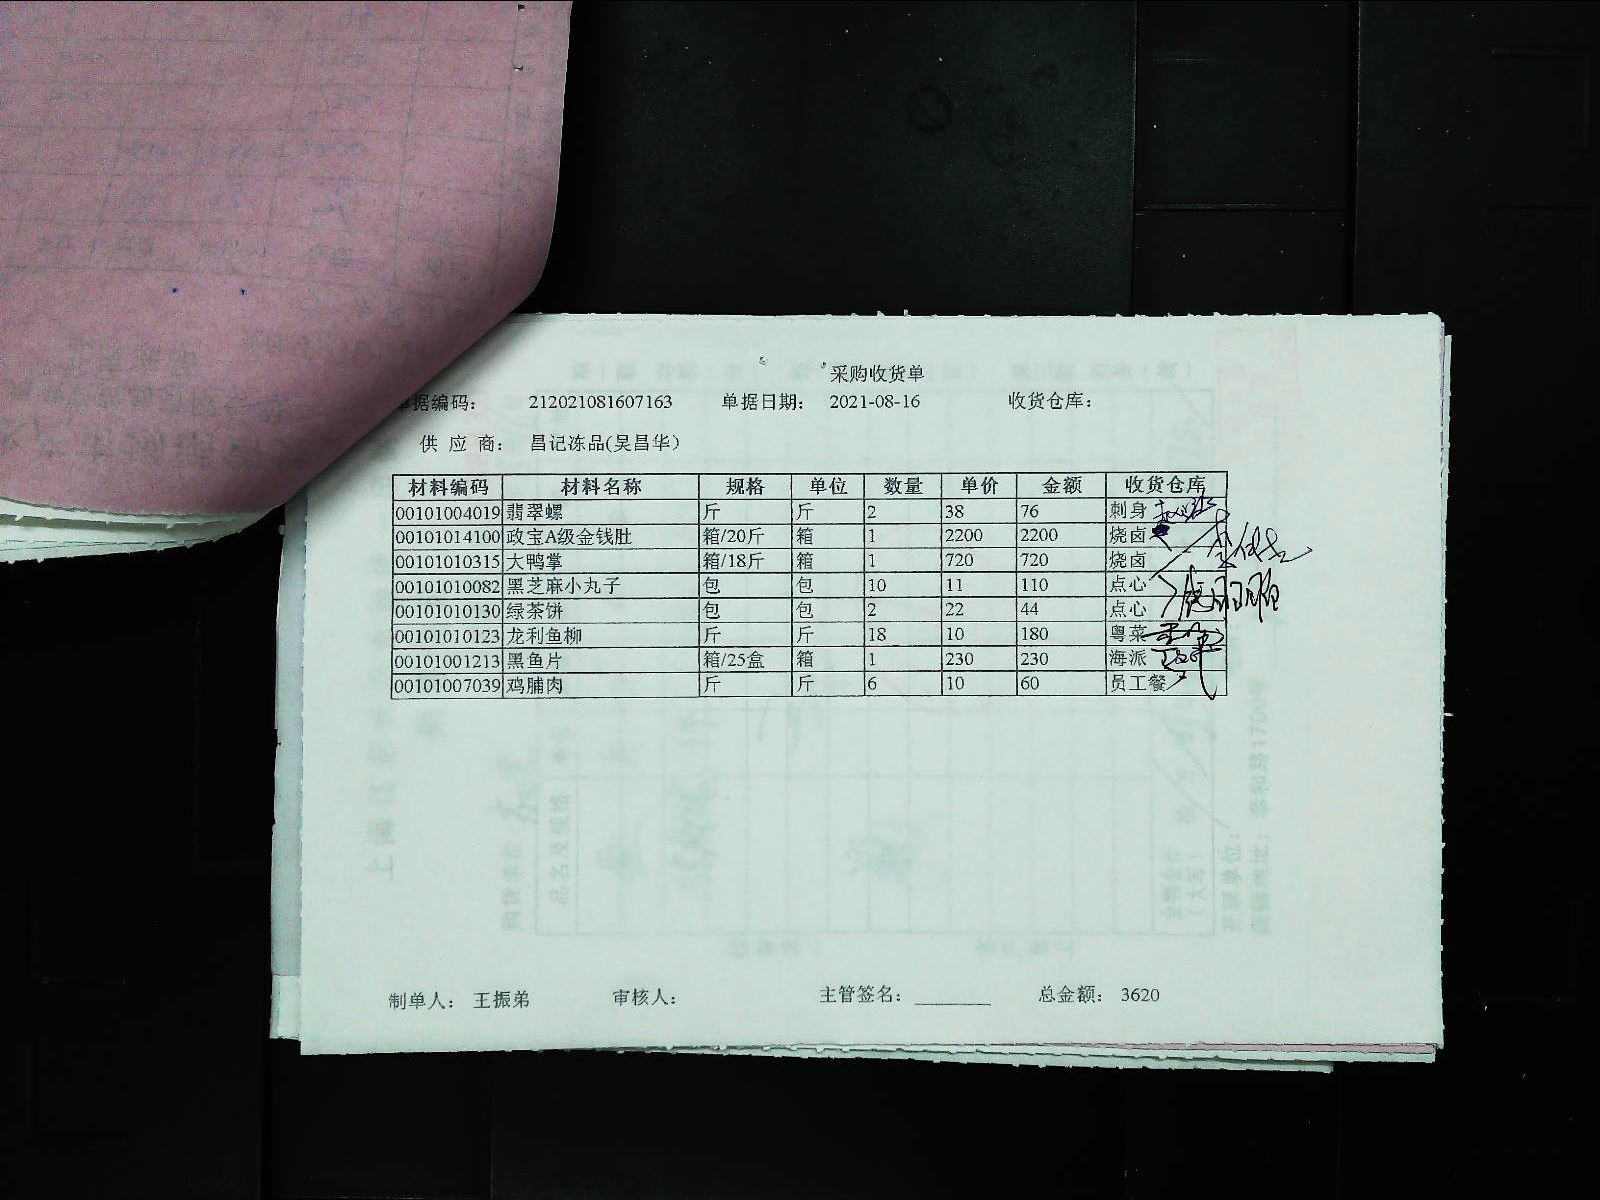 采购收货单
据编码： 212021081607163 单据日期： 2021-08-16 收货仓库：
供 应 商： 昌记冻品(吴昌华)
材料编码 材料名称 规格 单位 数量 单价 金额 收货仓库
00101004019 翡翠螺 斤 斤 2 38 76 刺身
00101014100 政宝A级金钱肚 箱/20斤 箱 1 2200 2200 烧卤
00101010315 大鸭掌 箱/18斤 箱 1 720 720 烧卤
00101010082 黑芝麻小丸子 包 包 10 11 110 点心
00101010130 绿茶饼 包 包 2 22 44 点心
00101010123 龙利鱼柳 斤 斤 18 10 180 粤菜
00101001213 黑鱼片 箱/25盒 箱 1 230 230 海派
00101007039 鸡脯肉 斤 斤 6 10 60 员工餐
制单人： 王振弟 审核人： 主管签名： 总金额： 3620